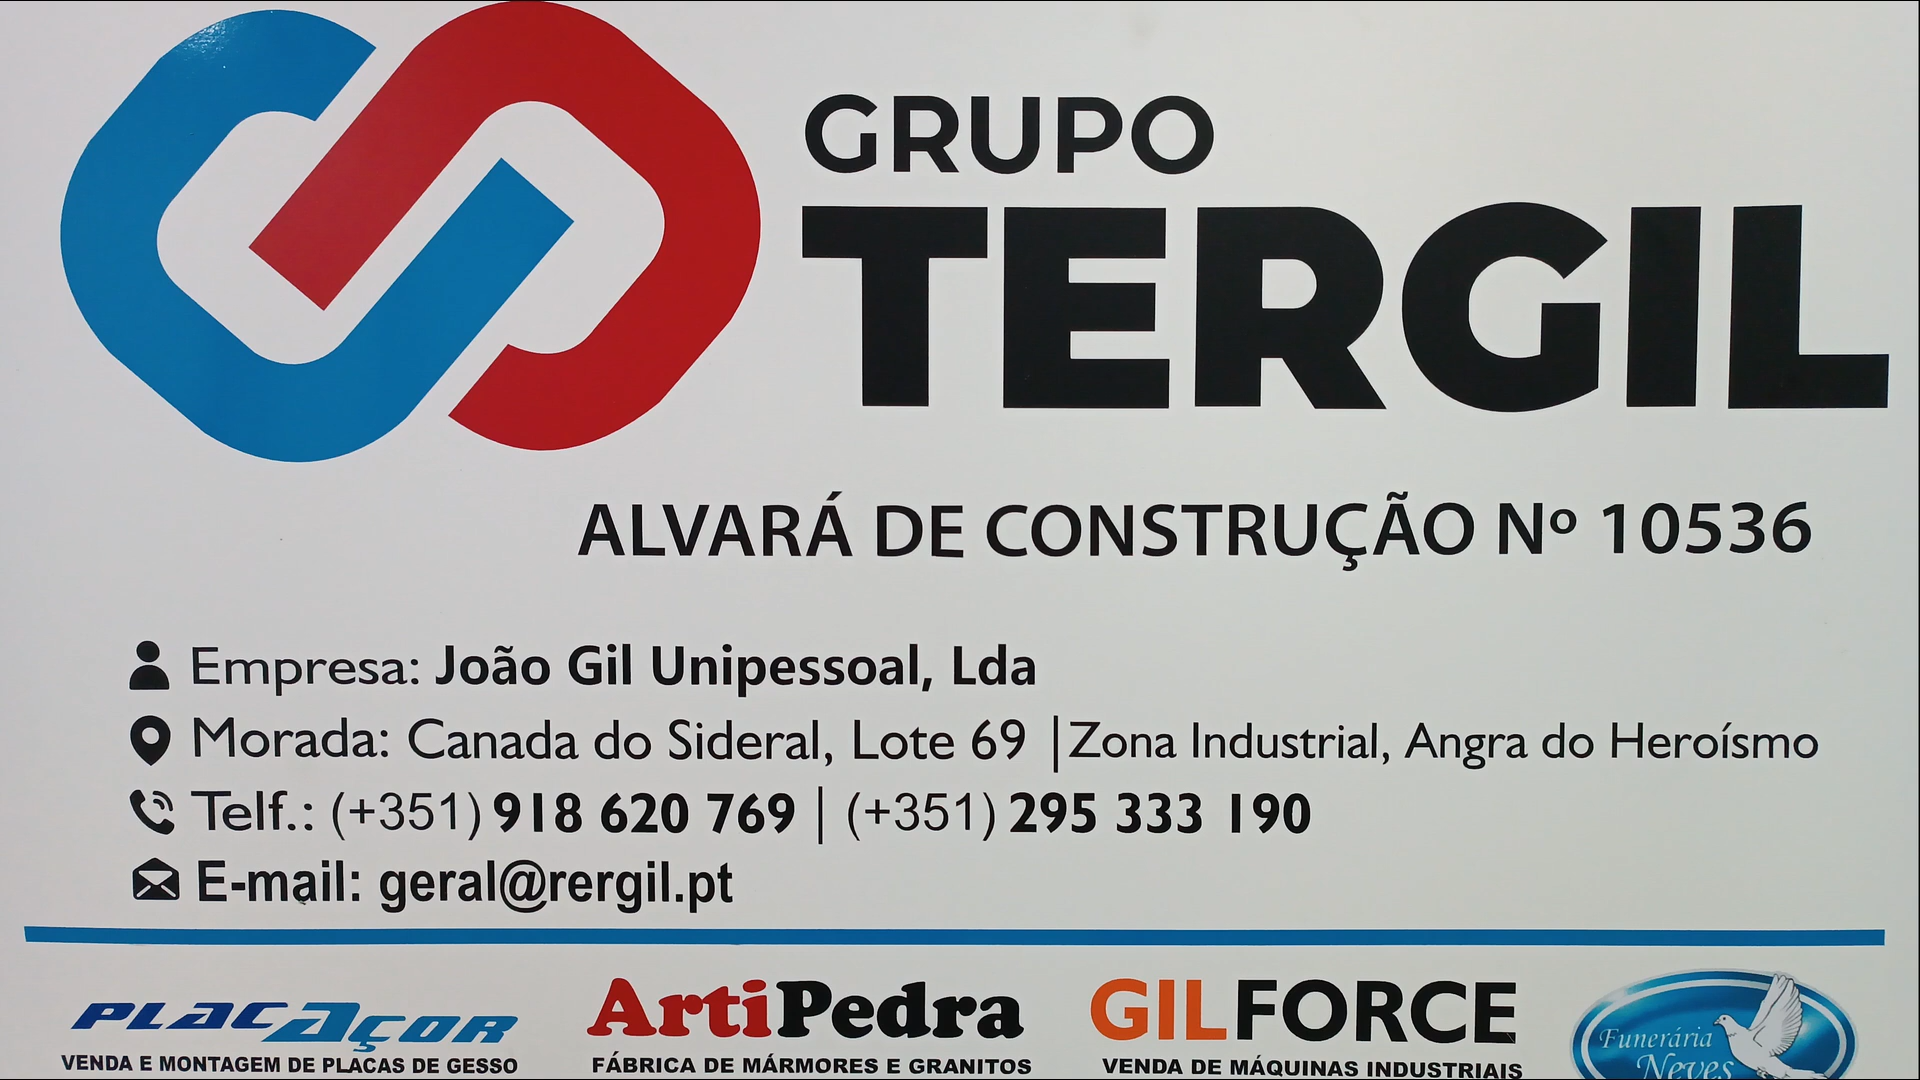 GRUPO
TERGIL
ALVARÁ DE CONSTRUÇÃO Nº 10536
Empresa: João Gil Unipessoal, Lda
Morada: Canada do Sideral, Lote 69 | Zona Industrial, Angra do Heroísmo
Telf.: (+351) 918 620 769 | (+351) 295 333 190
E-mail: geral@rergil.pt
PLACAÇOR
VENDA E MONTAGEM DE PLACAS DE GESSO
ArtiPedra
FÁBRICA DE MÁRMORES E GRANITOS
GILFORCE
VENDA DE MÁQUINAS INDUSTRIAIS
Funerária
Neves